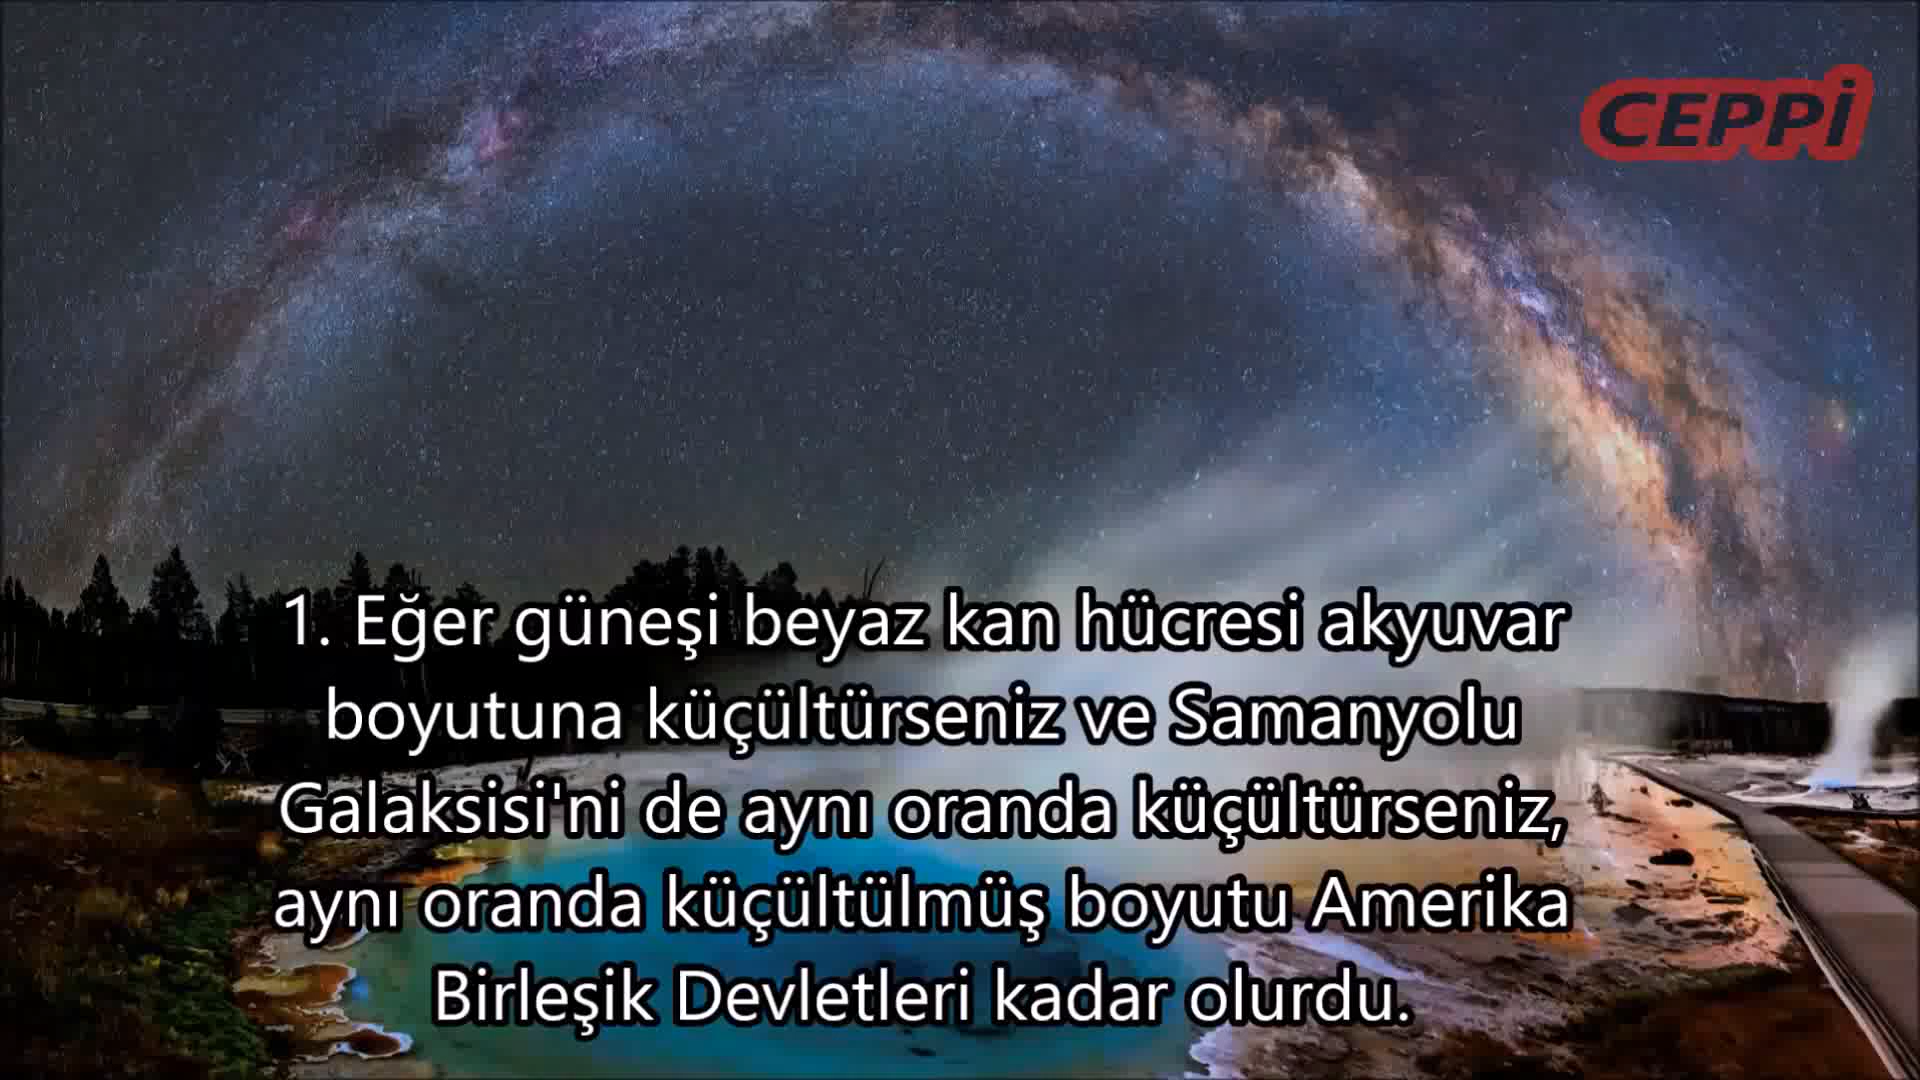 CEPPİ
1. Eğer güneşi beyaz kan hücresi akyuvar
boyutuna küçültürseniz ve Samanyolu
Galaksisi'ni de aynı oranda küçültürseniz,
aynı oranda küçültülmüş boyutu Amerika
Birleşik Devletleri kadar olurdu.